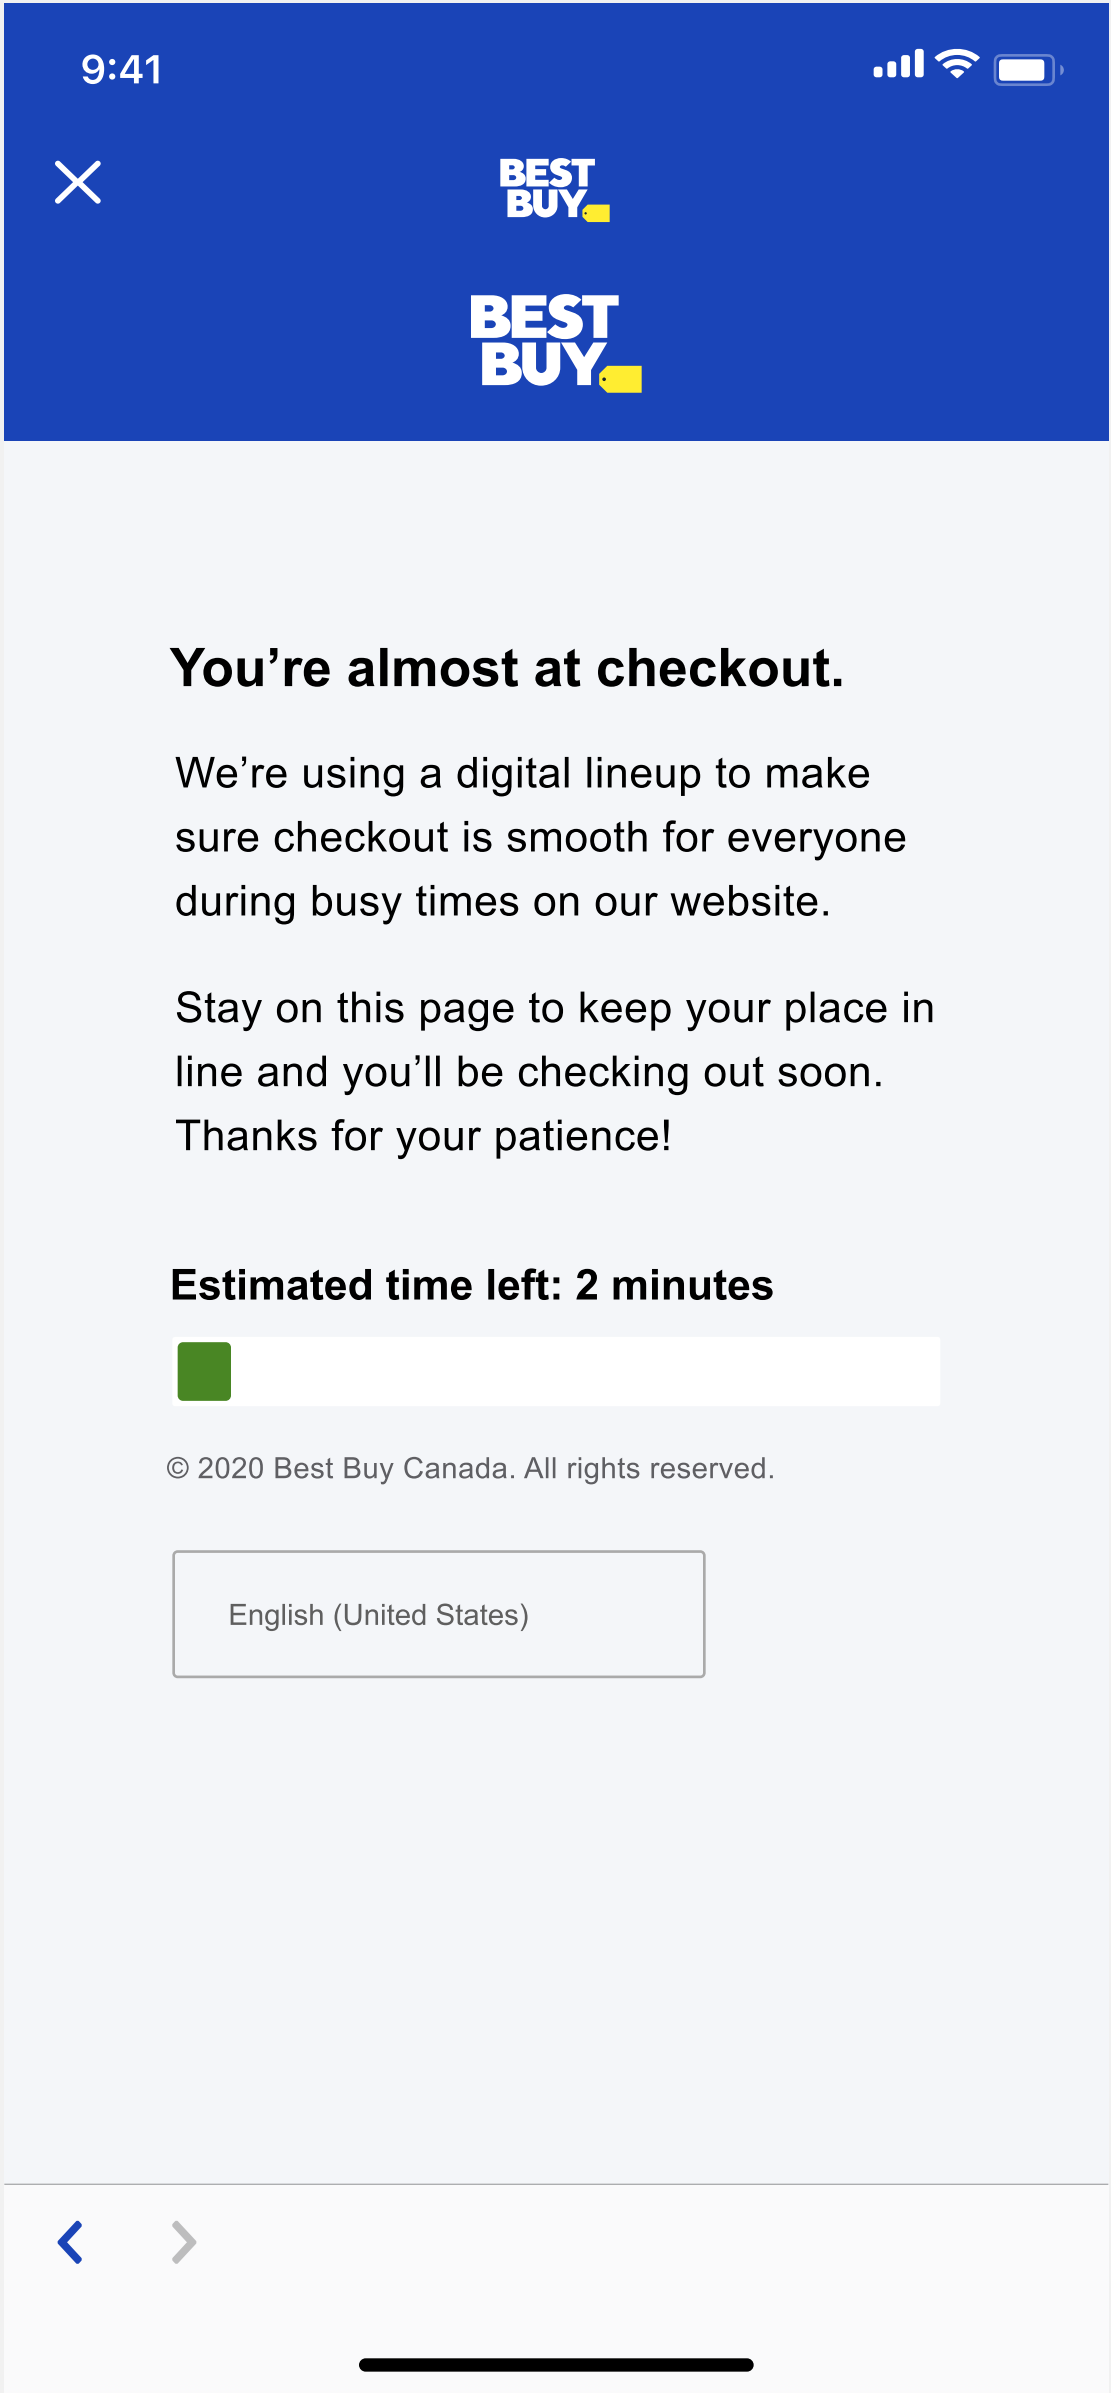 9:41
BEST
BUY
BEST
BUY
You’re almost at checkout.
We’re using a digital lineup to make
sure checkout is smooth for everyone
during busy times on our website.
Stay on this page to keep your place in
line and you’ll be checking out soon.
Thanks for your patience!
Estimated time left: 2 minutes
© 2020 Best Buy Canada. All rights reserved.
English (United States)